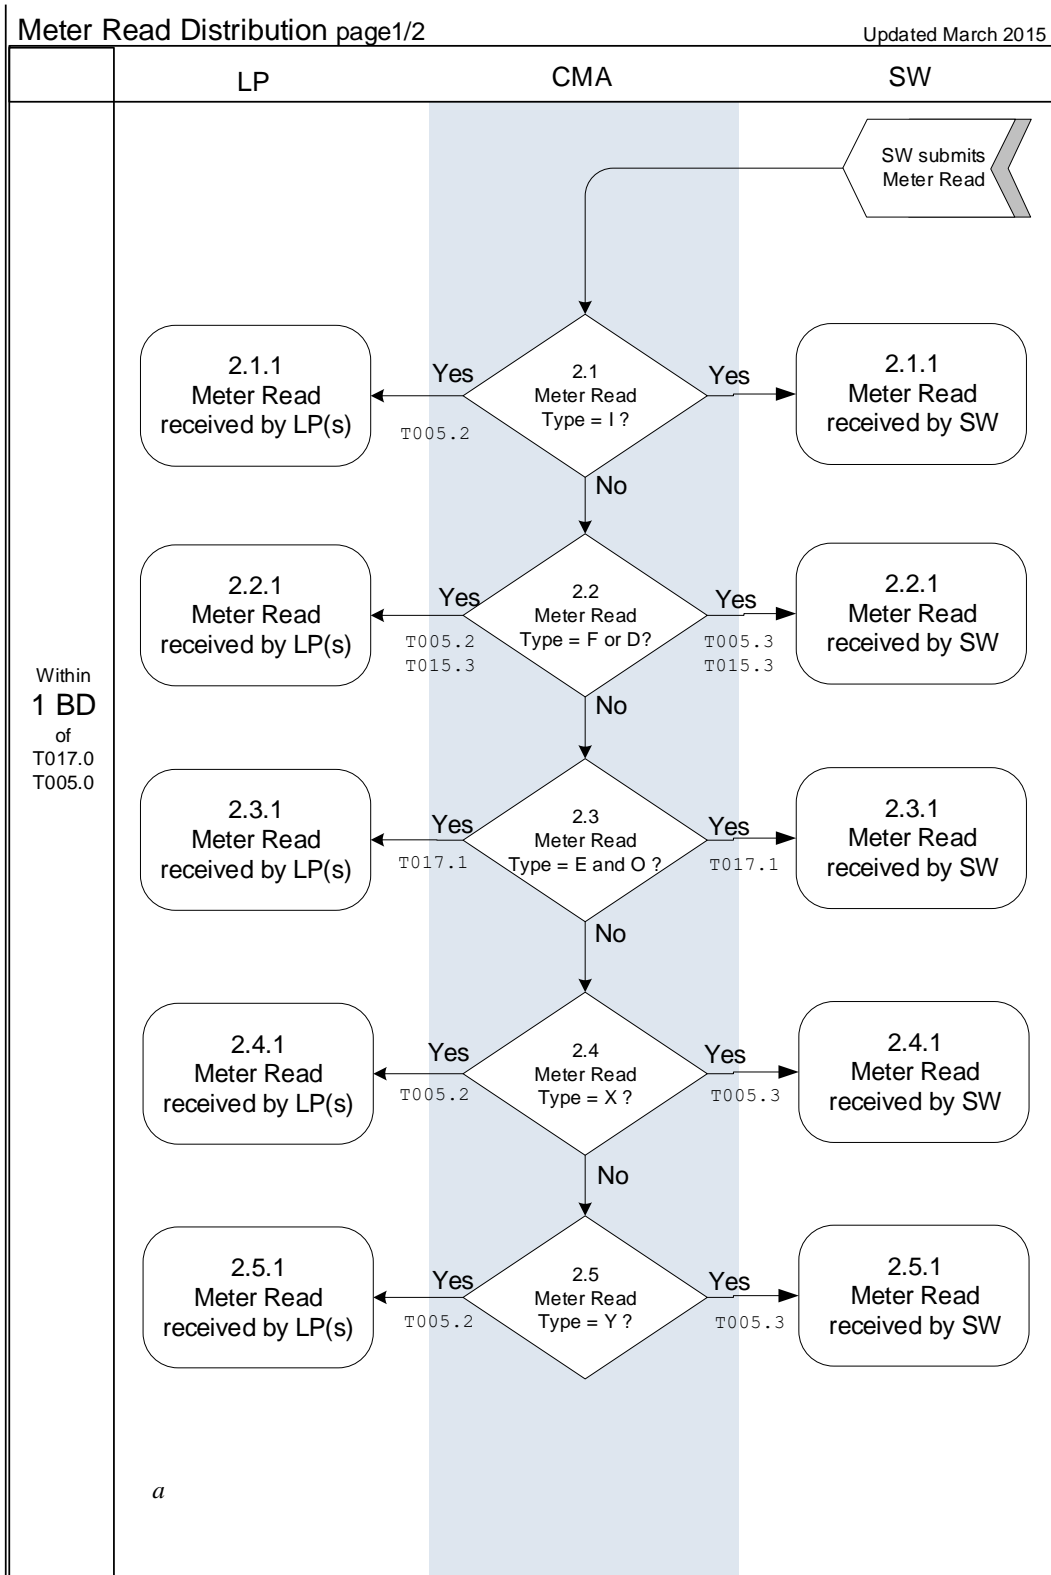 Meter Read Distribution page1/2
Updated March 2015
LP
CMA
SW
SW submits
Meter Read
2.1.1
Meter Read
received by LP(s)
Yes
T005.2
2.1
Meter Read
Type = I ?
Yes
2.1.1
Meter Read
received by SW
No
2.2.1
Meter Read
received by LP(s)
Yes
T005.2
T015.3
2.2
Meter Read
Type = F or D?
Yes
T005.3
T015.3
2.2.1
Meter Read
received by SW
No
Within
1 BD
of
T017.0
T005.0
2.3.1
Meter Read
received by LP(s)
Yes
T017.1
2.3
Meter Read
Type = E and O ?
Yes
T017.1
2.3.1
Meter Read
received by SW
No
2.4.1
Meter Read
received by LP(s)
Yes
T005.2
2.4
Meter Read
Type = X ?
Yes
T005.3
2.4.1
Meter Read
received by SW
No
2.5.1
Meter Read
received by LP(s)
Yes
T005.2
2.5
Meter Read
Type = Y ?
Yes
T005.3
2.5.1
Meter Read
received by SW
a